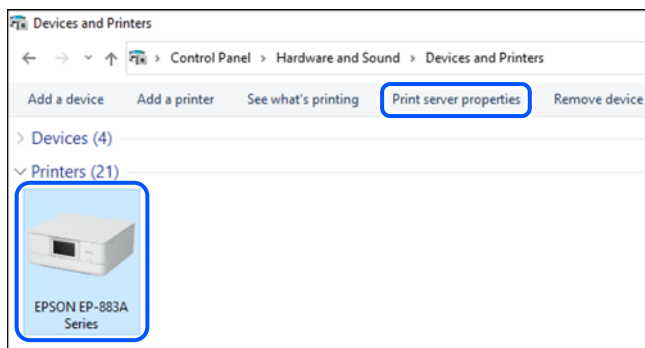 Devices and Printers
Control Panel > Hardware and Sound > Devices and Printers
Add a device Add a printer See what's printing Print server properties Remove device
Devices (4)
Printers (21)
EPSON EP-883A
Series